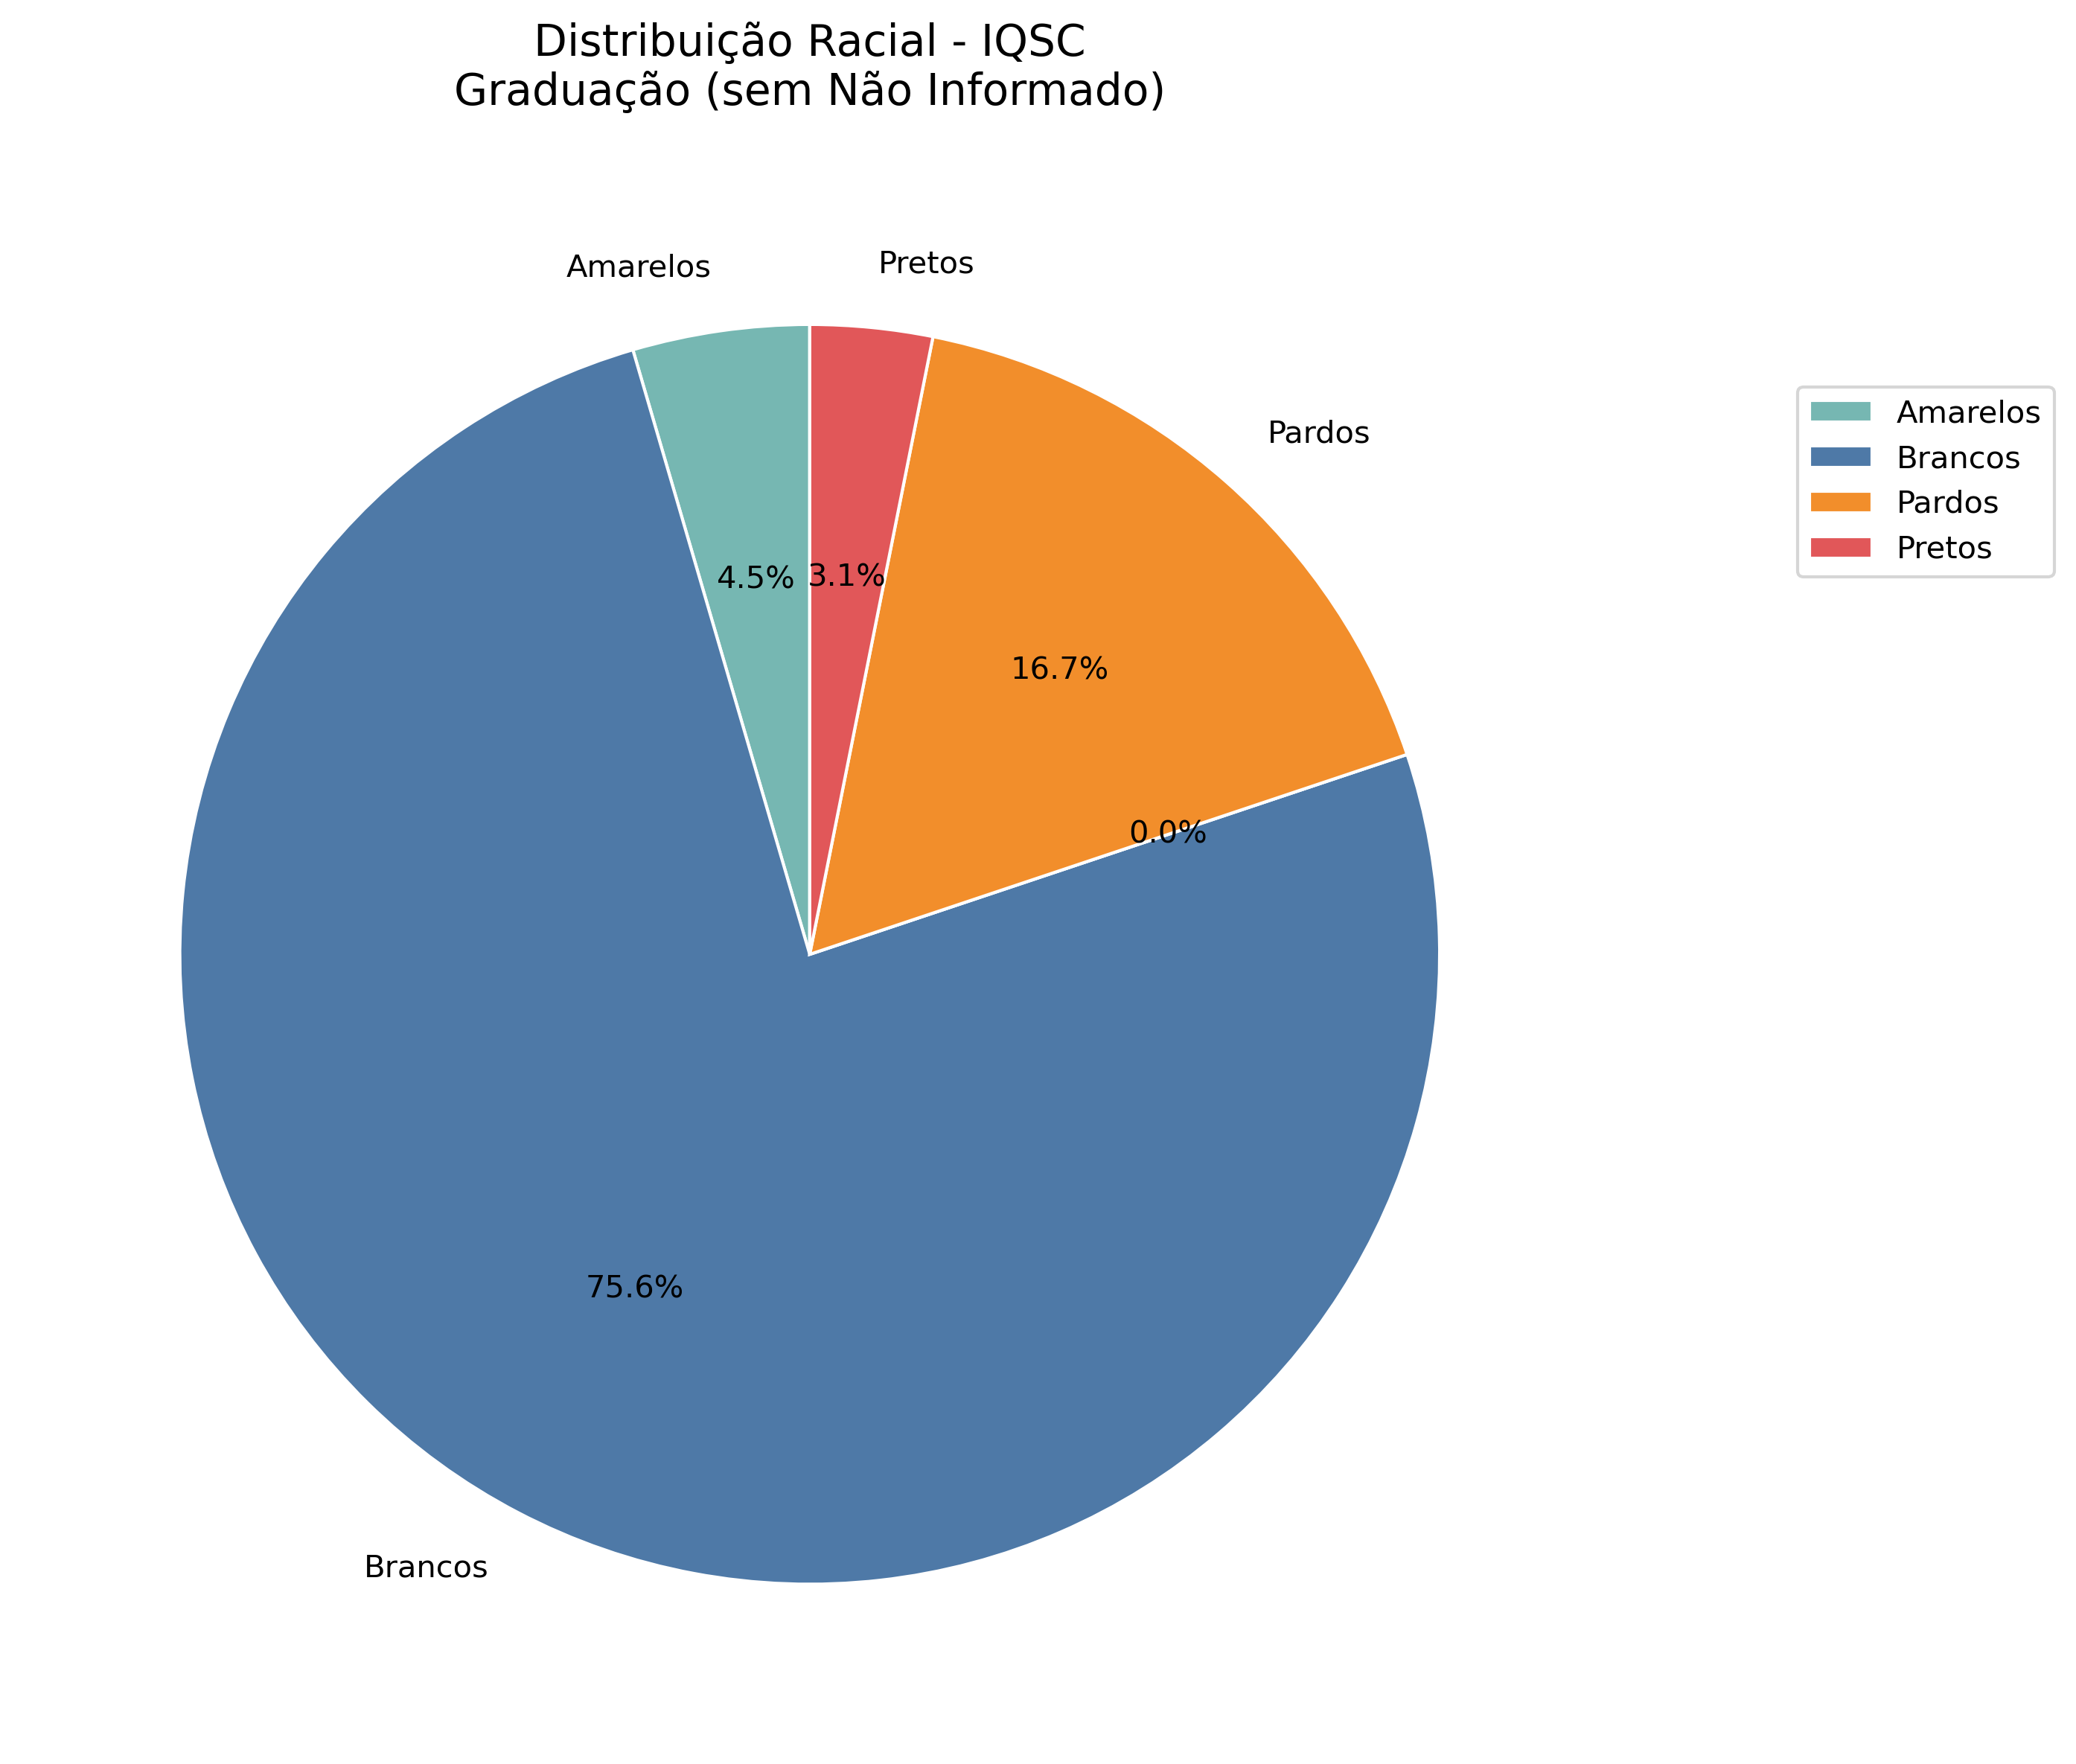 Distribuição Racial - IQSC
Graduação (sem Não Informado)
Amarelos
Pretos
Pardos
Amarelos
Brancos
Pardos
Pretos
4.5%
3.1%
16.7%
0.0%
75.6%
Brancos